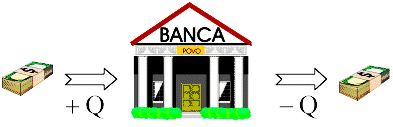 BANCA
POVO
+ Q
– Q